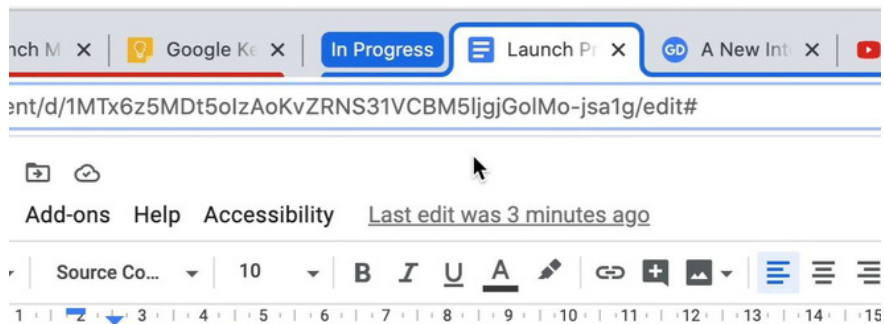 nch M Google Ke In Progress Launch Pr GD A New Int
ent/d/1MTx6z5MDt5oIzAoKvZRNS31VCBM5ljgjGolMo-jsa1g/edit#
Add-ons Help Accessibility Last edit was 3 minutes ago
Source Co... 10 B I U A
1 2 3 4 5 6 7 8 9 10 11 12 13 14 15